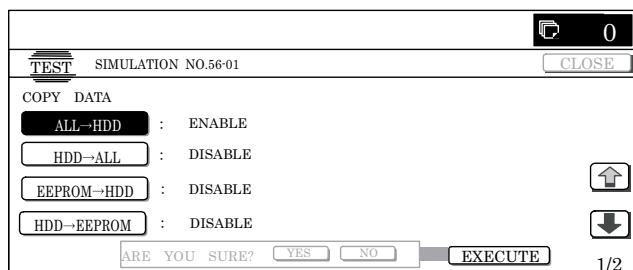 0
TEST SIMULATION NO.56-01 CLOSE
COPY DATA
ALL→HDD : ENABLE
HDD→ALL : DISABLE
EEPROM→HDD : DISABLE
HDD→EEPROM : DISABLE
ARE YOU SURE? YES NO EXECUTE
1/2